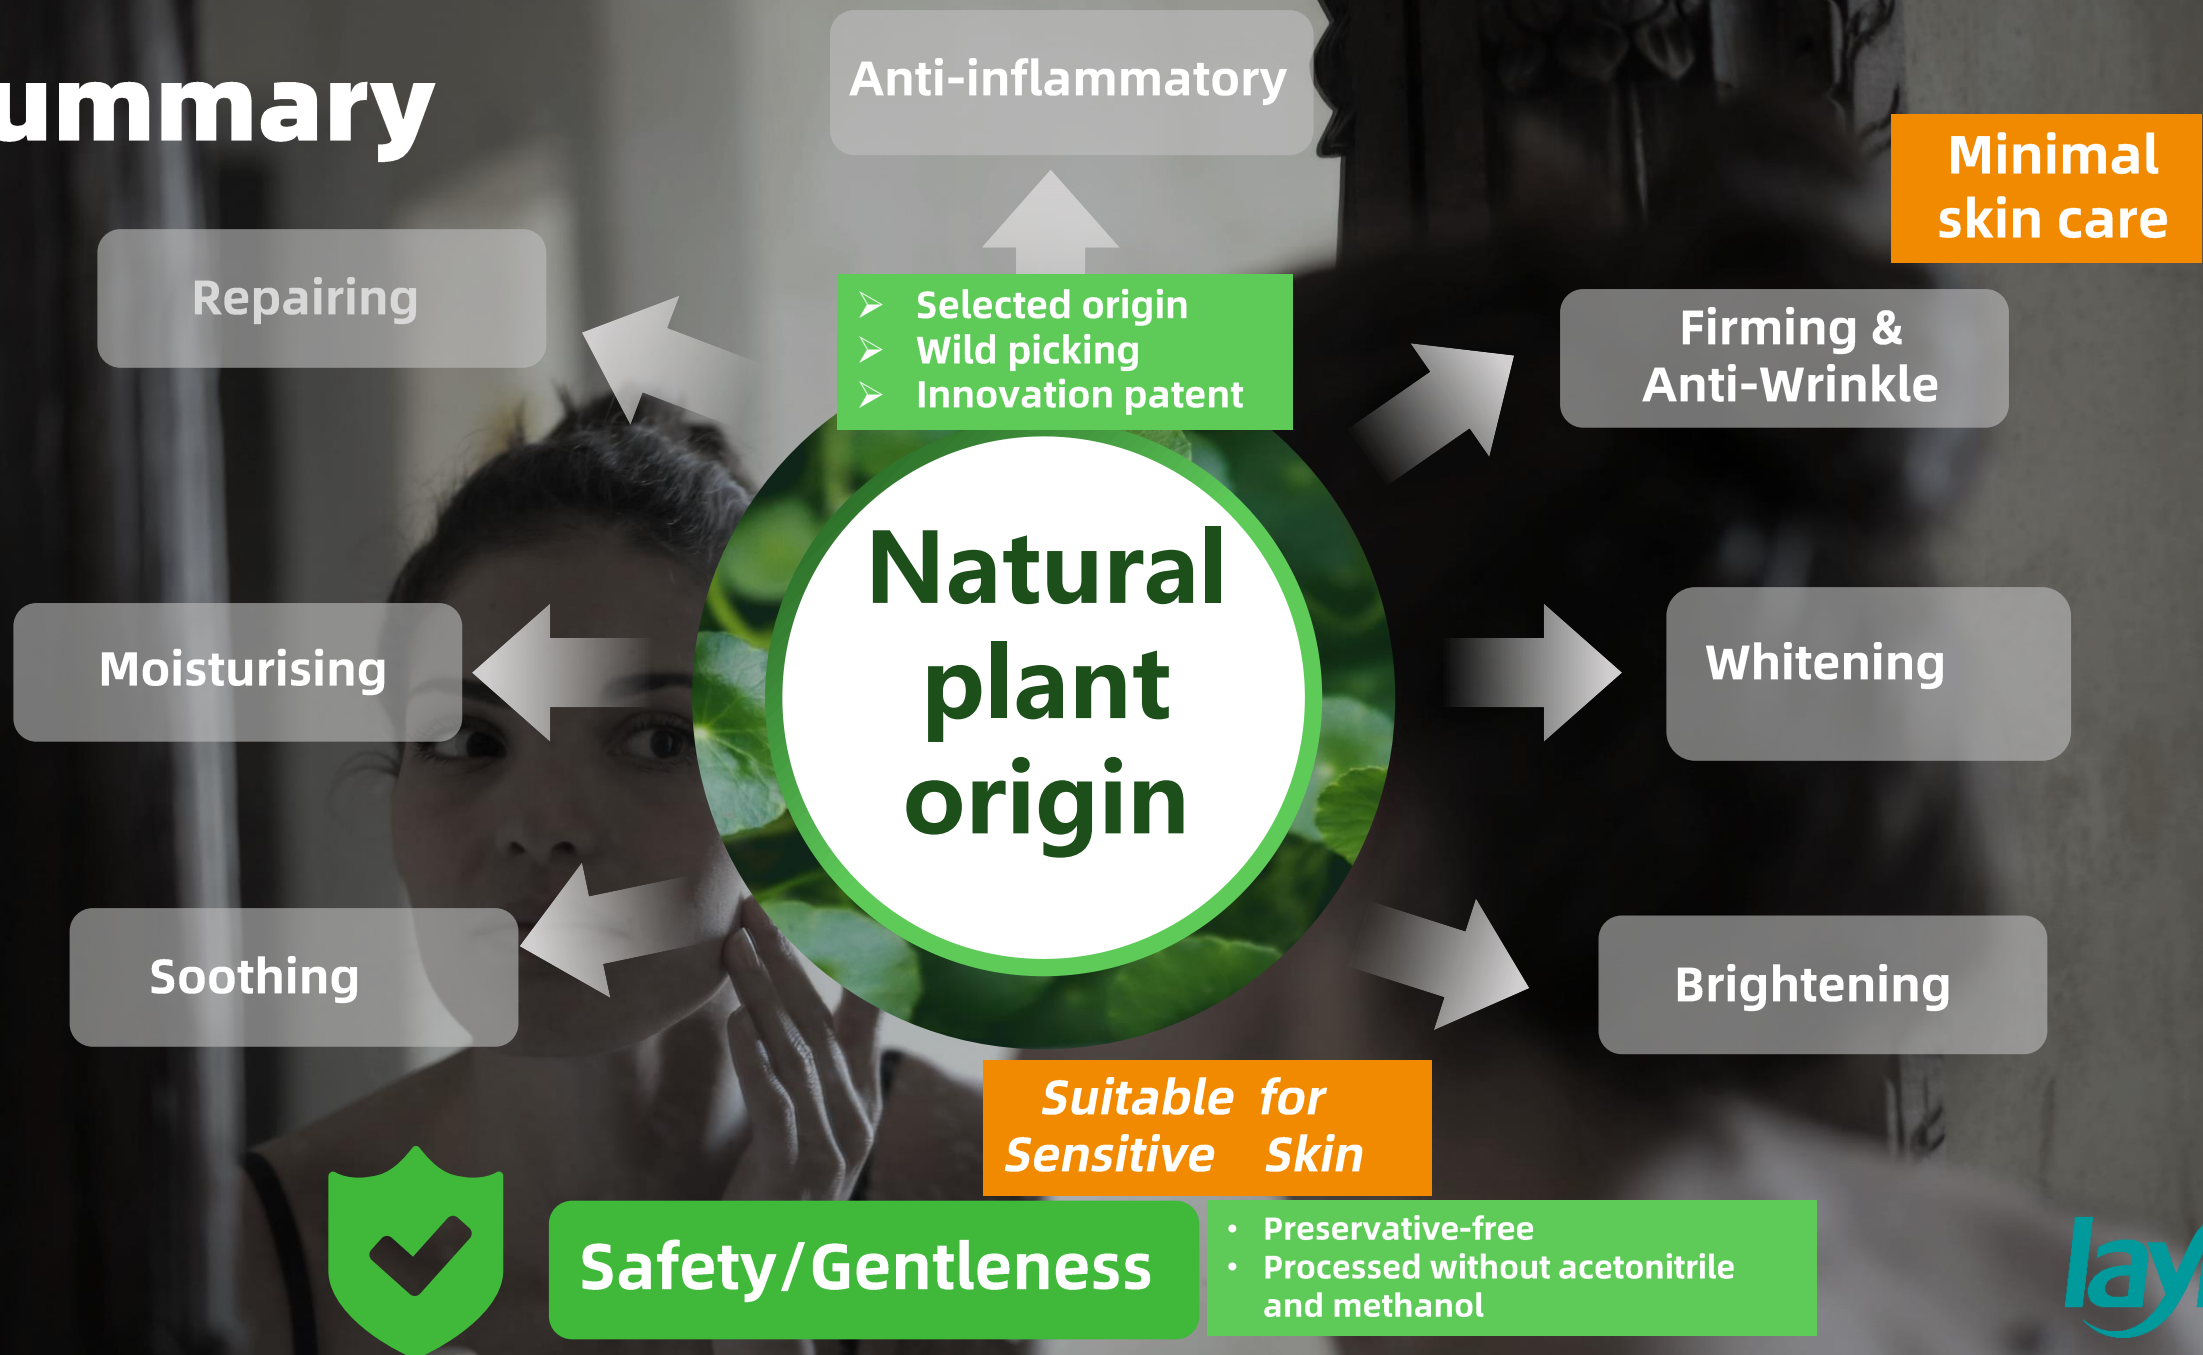 ummary
Anti-inflammatory
Minimal
skin care
Repairing
➢ Selected origin
➢ Wild picking
➢ Innovation patent
Firming &
Anti-Wrinkle
Natural
plant
origin
Moisturising
Whitening
Soothing
Brightening
Suitable for
Sensitive Skin
Safety/Gentleness
• Preservative-free
• Processed without acetonitrile
and methanol
lay